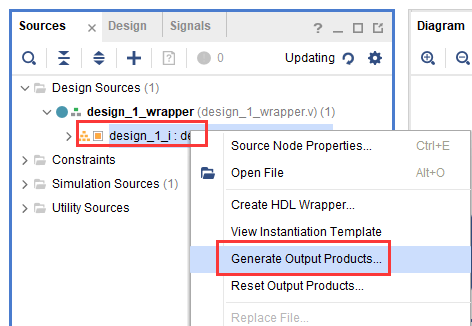 Sources
Design
Signals
Diagram
0
Updating
Design Sources (1)
design_1_wrapper (design_1_wrapper.v) (1)
design_1_i : de
Constraints
Simulation Sources (1)
Utility Sources
Source Node Properties... Ctrl+E
Open File Alt+O
Create HDL Wrapper...
View Instantiation Template
Generate Output Products...
Reset Output Products...
Replace File...